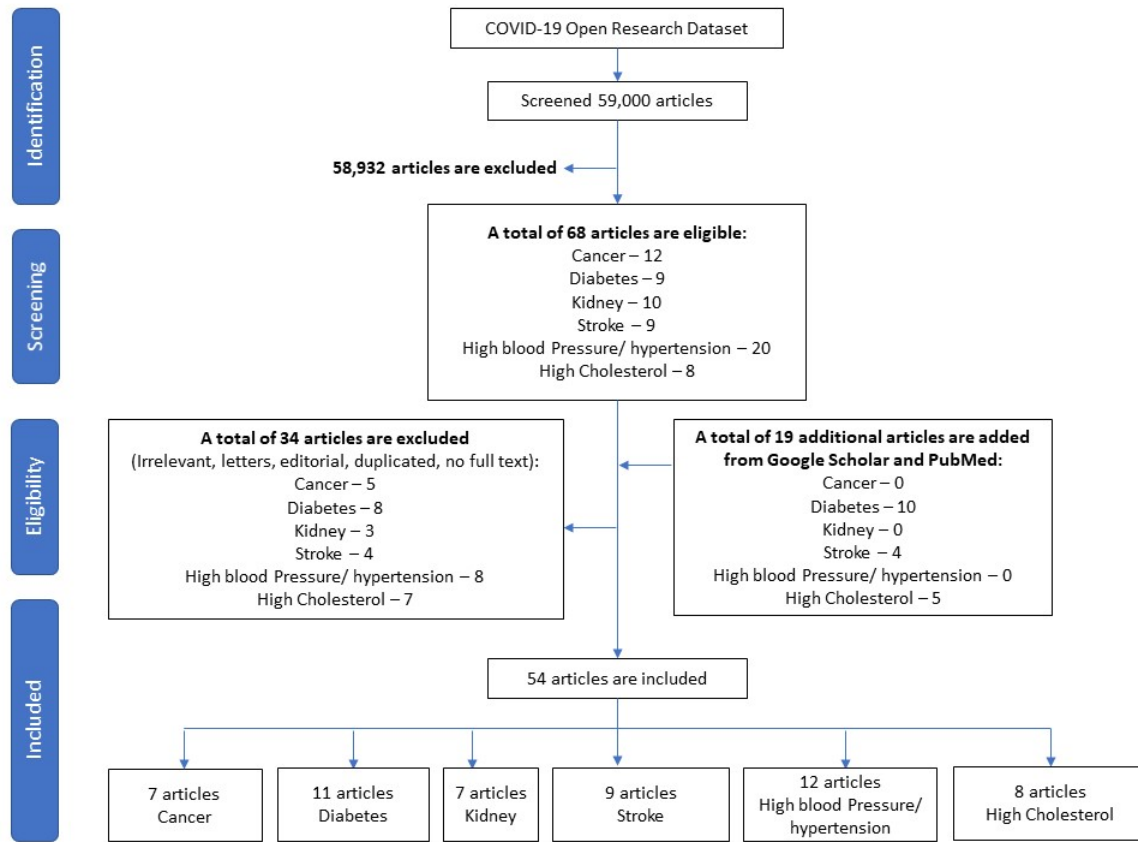 Identification
COVID-19 Open Research Dataset
Screened 59,000 articles
58,932 articles are excluded
Screening
A total of 68 articles are eligible:
Cancer – 12
Diabetes – 9
Kidney – 10
Stroke – 9
High blood Pressure/ hypertension – 20
High Cholesterol – 8
Eligibility
A total of 34 articles are excluded
(Irrelevant, letters, editorial, duplicated, no full text):
Cancer – 5
Diabetes – 8
Kidney – 3
Stroke – 4
High blood Pressure/ hypertension – 8
High Cholesterol – 7
A total of 19 additional articles are added
from Google Scholar and PubMed:
Cancer – 0
Diabetes – 10
Kidney – 0
Stroke – 4
High blood Pressure/ hypertension – 0
High Cholesterol – 5
Included
54 articles are included
7 articles
Cancer
11 articles
Diabetes
7 articles
Kidney
9 articles
Stroke
12 articles
High blood Pressure/
hypertension
8 articles
High Cholesterol